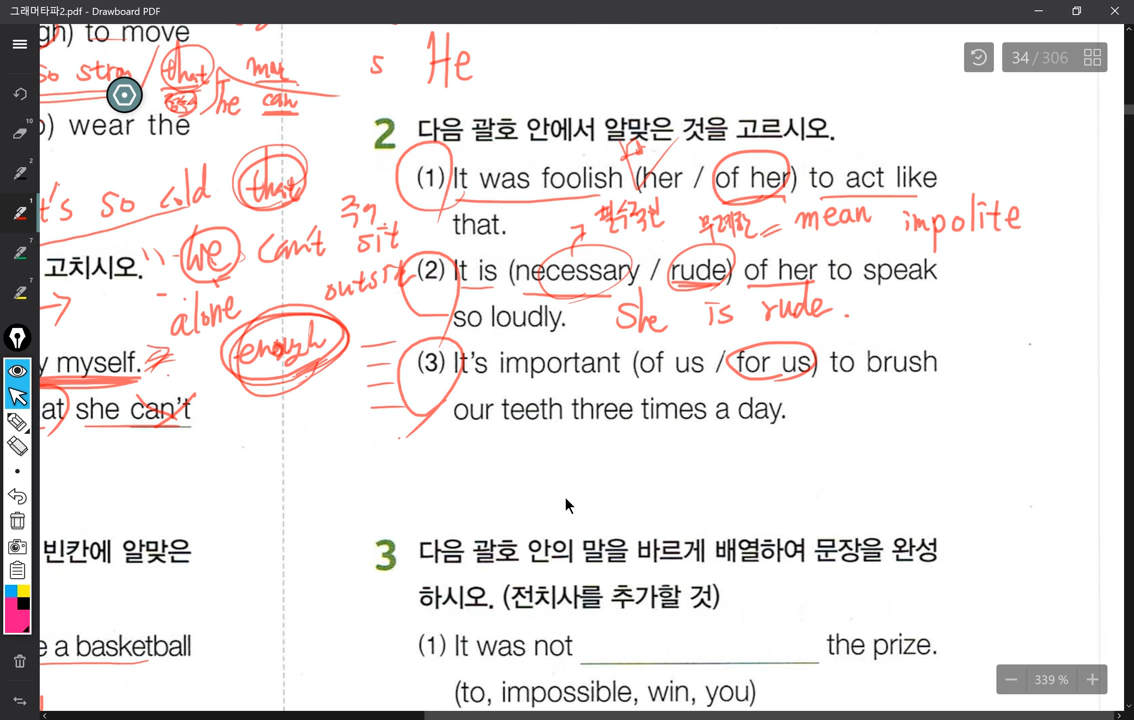 그래머타파2.pdf - Drawboard PDF
34 / 306
gh) to move
so stron / that may
he can
s He
o) wear the
t's so cold that
we can't
sit
outsi
alone
고치시오.
enough
y myself.
at she can't
빈칸에 알맞은
e a basketball
2 다음 괄호 안에서 알맞은 것을 고르시오.
(1) It was foolish (her / of her) to act like
that.
필수적인 무례한 = mean impolite
(2) It is (necessary / rude) of her to speak
so loudly. She is rude.
(3) It's important (of us / for us) to brush
our teeth three times a day.
3 다음 괄호 안의 말을 바르게 배열하여 문장을 완성
하시오. (전치사를 추가할 것)
(1) It was not the prize.
(to, impossible, win, you)
339 %
10
2
1
7
7